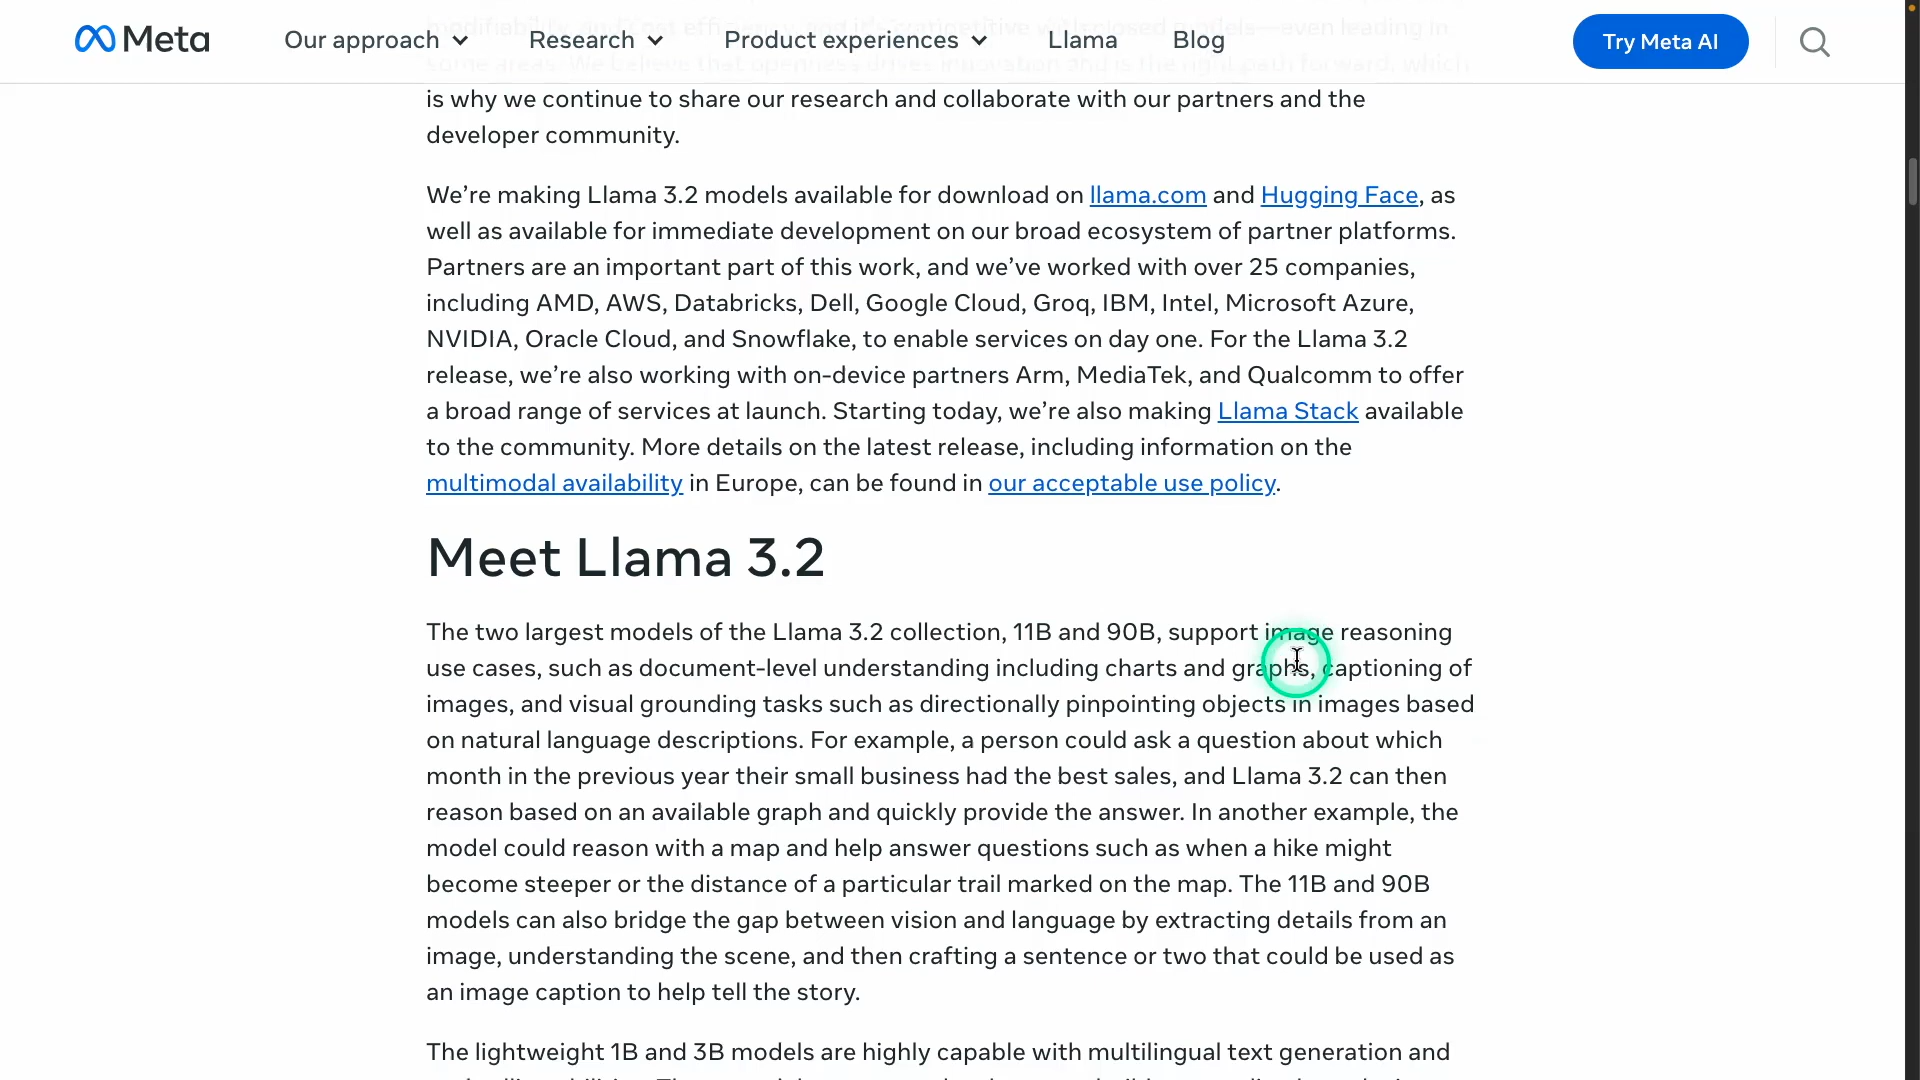 Meta
Our approach
Research
Product experiences
Llama
Blog
Try Meta AI
some areas. We believe that openness drives innovation and is the right path forward, which
is why we continue to share our research and collaborate with our partners and the
developer community.
We’re making Llama 3.2 models available for download on llama.com and Hugging Face, as
well as available for immediate development on our broad ecosystem of partner platforms.
Partners are an important part of this work, and we’ve worked with over 25 companies,
including AMD, AWS, Databricks, Dell, Google Cloud, Groq, IBM, Intel, Microsoft Azure,
NVIDIA, Oracle Cloud, and Snowflake, to enable services on day one. For the Llama 3.2
release, we’re also working with on-device partners Arm, MediaTek, and Qualcomm to offer
a broad range of services at launch. Starting today, we’re also making Llama Stack available
to the community. More details on the latest release, including information on the
multimodal availability in Europe, can be found in our acceptable use policy.
Meet Llama 3.2
The two largest models of the Llama 3.2 collection, 11B and 90B, support image reasoning
use cases, such as document-level understanding including charts and graphs, captioning of
images, and visual grounding tasks such as directionally pinpointing objects in images based
on natural language descriptions. For example, a person could ask a question about which
month in the previous year their small business had the best sales, and Llama 3.2 can then
reason based on an available graph and quickly provide the answer. In another example, the
model could reason with a map and help answer questions such as when a hike might
become steeper or the distance of a particular trail marked on the map. The 11B and 90B
models can also bridge the gap between vision and language by extracting details from an
image, understanding the scene, and then crafting a sentence or two that could be used as
an image caption to help tell the story.
The lightweight 1B and 3B models are highly capable with multilingual text generation and